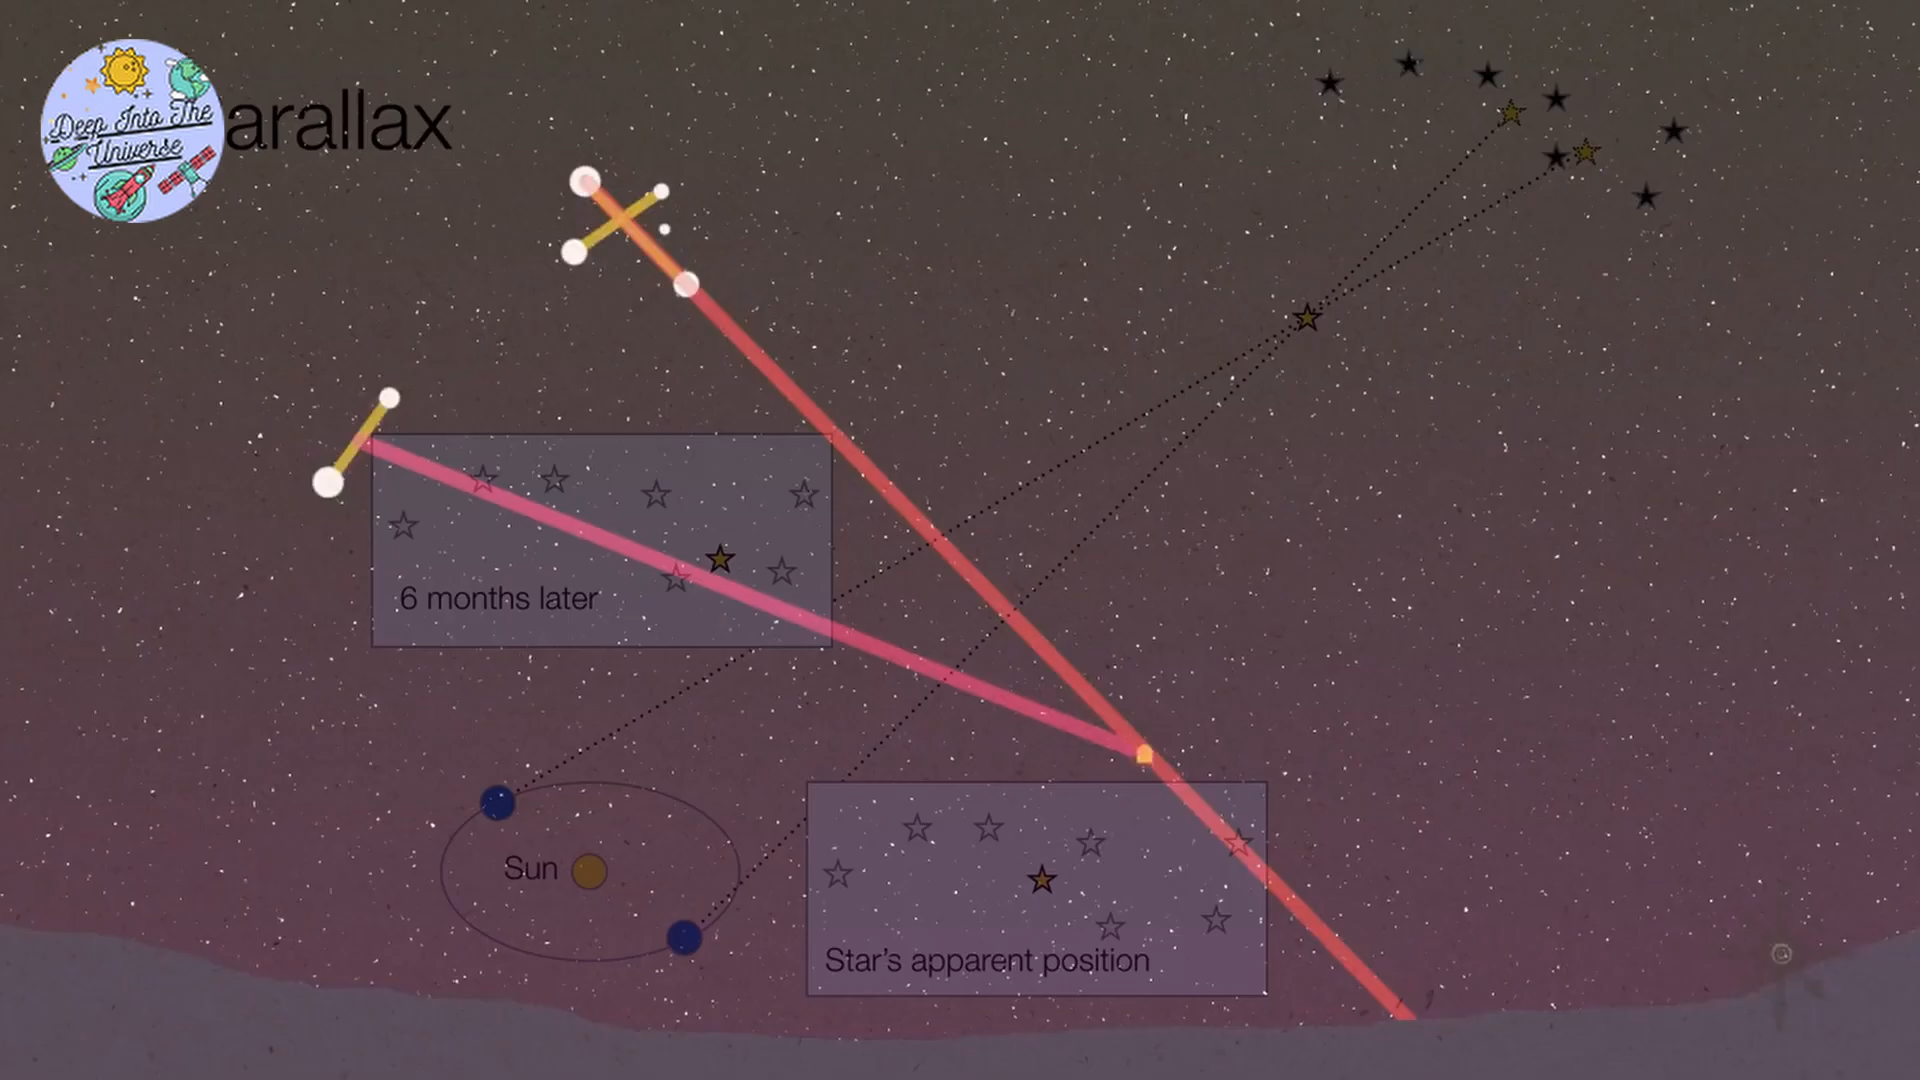 Deep Into The
Universe
arallax
6 months later
Sun
Star's apparent position